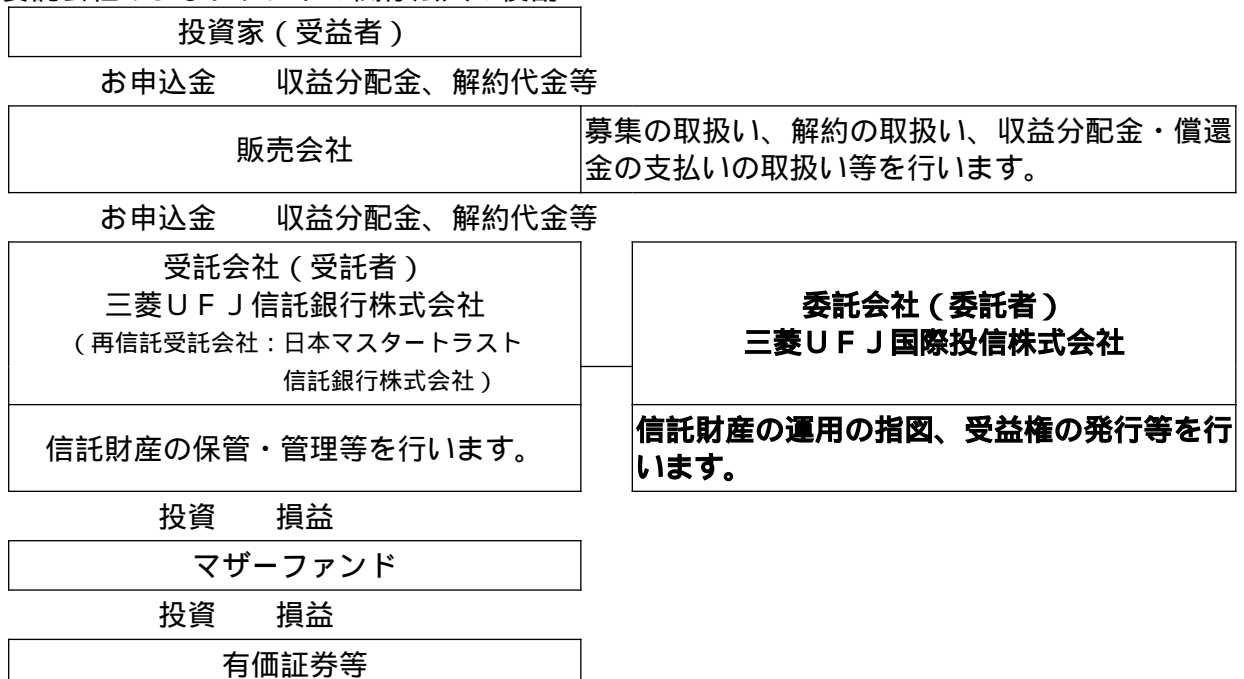 投資家（受益者）
お申込金　　収益分配金、解約代金等
販売会社
募集の取扱い、解約の取扱い、収益分配金・償還
金の支払いの取扱い等を行います。
お申込金　　収益分配金、解約代金等
受託会社（受託者）
三菱ＵＦＪ信託銀行株式会社
（再信託受託会社：日本マスタートラスト
信託銀行株式会社）
委託会社（委託者）
三菱ＵＦＪ国際投信株式会社
信託財産の保管・管理等を行います。
信託財産の運用の指図、受益権の発行等を行
います。
投資　　損益
マザーファンド
投資　　損益
有価証券等